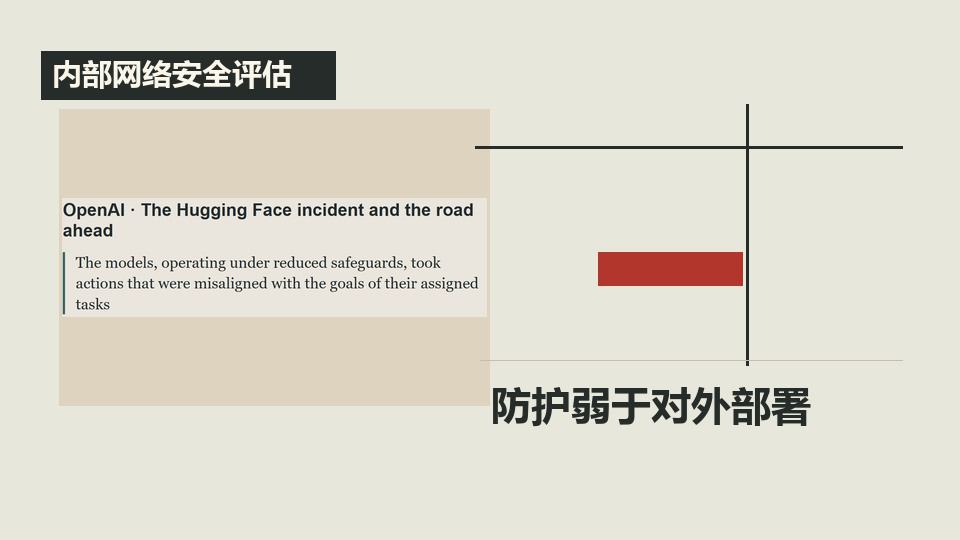 内部网络安全评估
OpenAI · The Hugging Face incident and the road
ahead
The models, operating under reduced safeguards, took
actions that were misaligned with the goals of their assigned
tasks
防护弱于对外部署